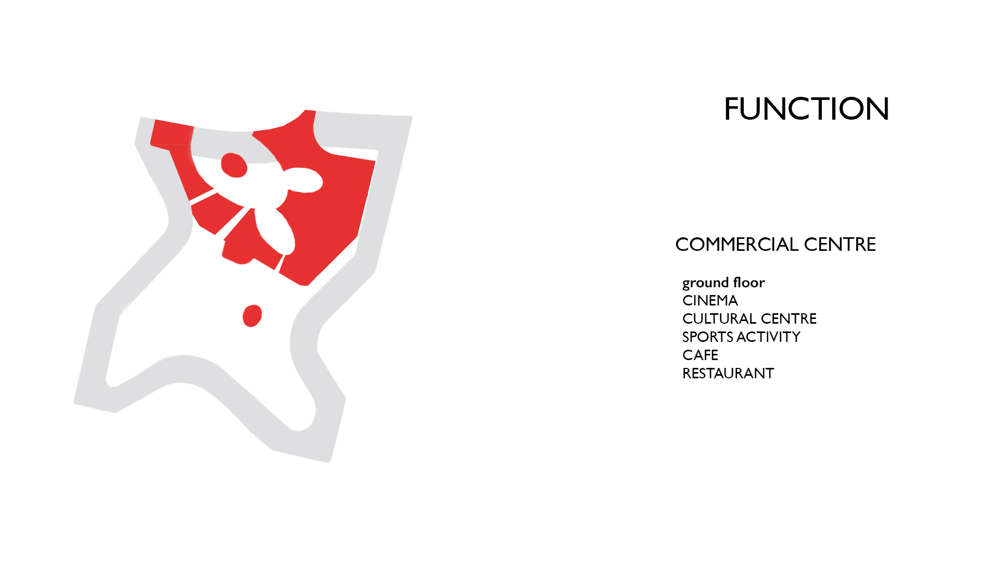 FUNCTION
COMMERCIAL CENTRE
ground floor
CINEMA
CULTURAL CENTRE
SPORTS ACTIVITY
CAFE
RESTAURANT